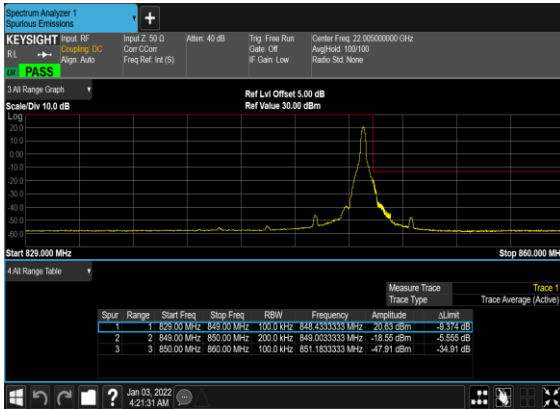 Spectrum Analyzer 1
Spurious Emissions
+
KEYSIGHT Input: RF Input Z: 50 Ω Atten: 40 dB Trig: Free Run Center Freq: 22.005000000 GHz
RL Coupling: DC Corr CCorr Gate: Off Avg|Hold: 100/100
Align: Auto Freq Ref: Int (S) IF Gain: Low Radio Std: None
PASS
3 All Range Graph
Ref Lvl Offset 5.00 dB
Scale/Div 10.0 dB Ref Value 30.00 dBm
Log
20.0
10.0
0.00
-10.0
-20.0
-30.0
-40.0
-50.0
-60.0
Start 829.000 MHz Stop 860.000 MH
4 All Range Table
Measure Trace Trace 1
Trace Type Trace Average (Active)
Spur Range Start Freq Stop Freq RBW Frequency Amplitude ΔLimit
1 1 829.00 MHz 849.00 MHz 100.0 kHz 848.4333333 MHz 20.63 dBm -9.374 dB
2 2 849.00 MHz 850.00 MHz 200.0 kHz 849.0033333 MHz -18.55 dBm -5.555 dB
3 3 850.00 MHz 860.00 MHz 100.0 kHz 851.1833333 MHz -47.91 dBm -34.91 dB
? Jan 03, 2022
4:21:31 AM